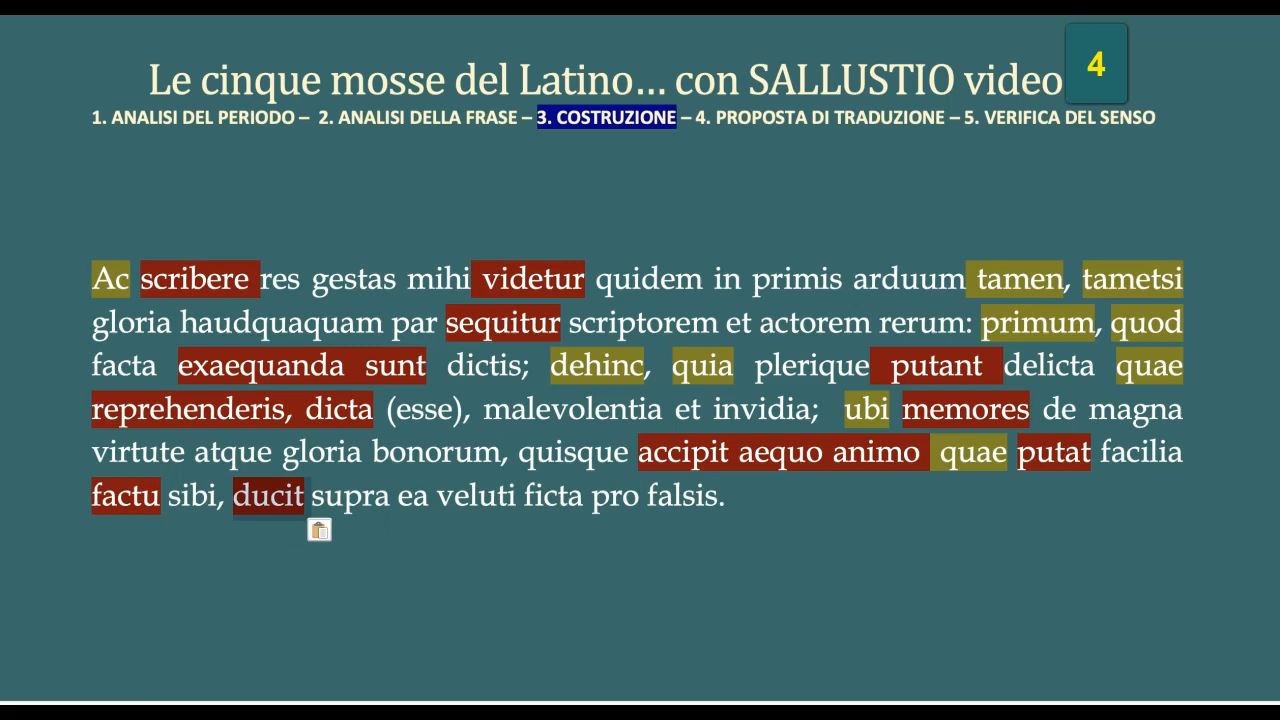 Le cinque mosse del Latino… con SALLUSTIO video 4
1. ANALISI DEL PERIODO – 2. ANALISI DELLA FRASE – 3. COSTRUZIONE – 4. PROPOSTA DI TRADUZIONE – 5. VERIFICA DEL SENSO
Ac scribere res gestas mihi videtur quidem in primis arduum tamen, tametsi
gloria haudquaquam par sequitur scriptorem et actorem rerum: primum, quod
facta exaequanda sunt dictis; dehinc, quia plerique putant delicta quae
reprehenderis, dicta (esse), malevolentia et invidia; ubi memores de magna
virtute atque gloria bonorum, quisque accipit aequo animo quae putat facilia
factu sibi, ducit supra ea veluti ficta pro falsis.